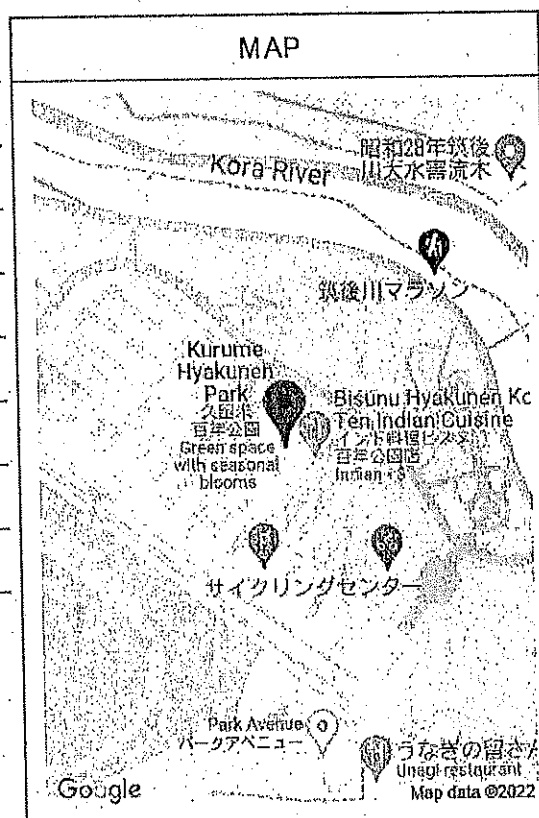 MAP
昭和28年筑後
川大水害流木
Kora River
筑後川マラソン
Kurume
Hyakunen
Park
久留米
百年公園
Green space
with seasonal
blooms
Bisunu Hyakunen Ko
Ten Indian Cuisine
インド料理ビスヌ
百年公園店
Indian
サイクリングセンター
Park Avenue
パークアベニュー
うなぎの留さん
Unagi restaurant
Google
Map data ©2022